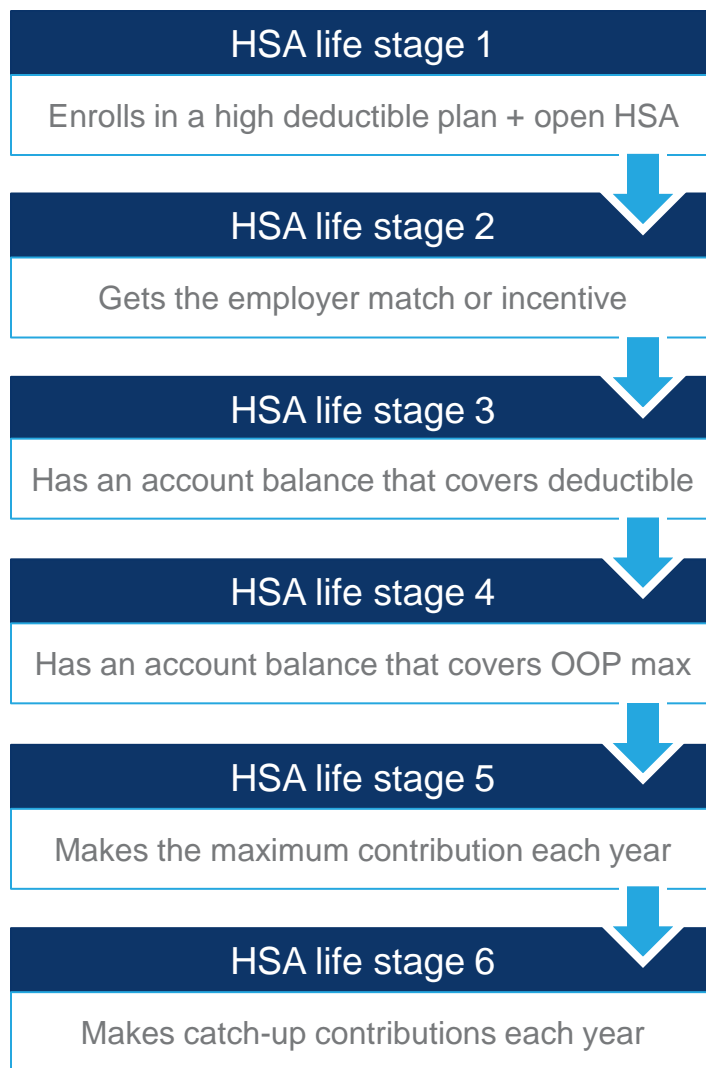 HSA life stage 1
Enrolls in a high deductible plan + open HSA
HSA life stage 2
Gets the employer match or incentive
HSA life stage 3
Has an account balance that covers deductible
HSA life stage 4
Has an account balance that covers OOP max
HSA life stage 5
Makes the maximum contribution each year
HSA life stage 6
Makes catch-up contributions each year